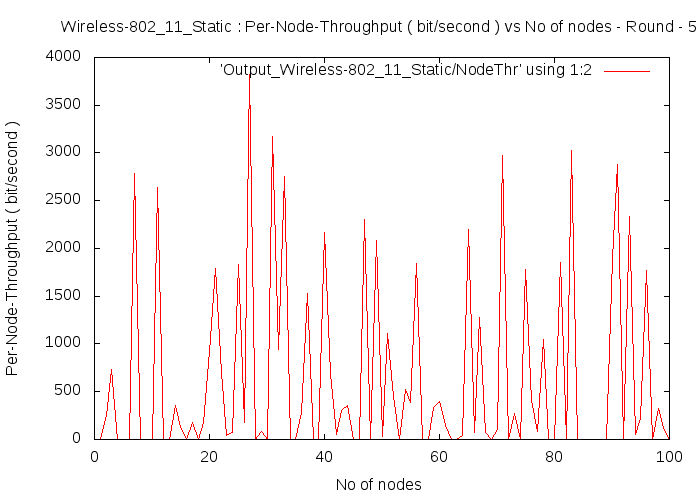 Wireless-802_11_Static : Per-Node-Throughput ( bit/second ) vs No of nodes - Round - 5
'Output_Wireless-802_11_Static/NodeThr' using 1:2
Per-Node-Throughput ( bit/second )
4000
3500
3000
2500
2000
1500
1000
500
0
0 20 40 60 80 100
No of nodes